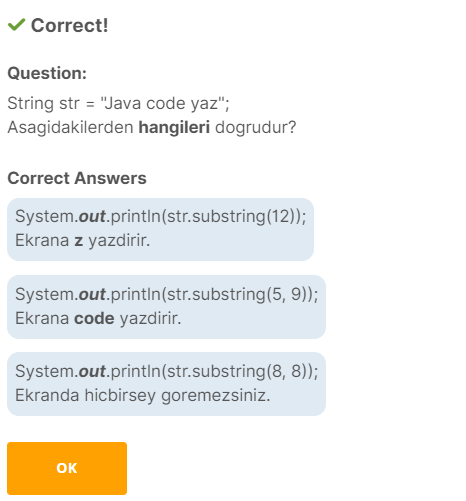 Correct!
Question:
String str = "Java code yaz";
Asagidakilerden hangileri dogrudur?
Correct Answers
System.out.println(str.substring(12));
Ekrana z yazdirir.
System.out.println(str.substring(5, 9));
Ekrana code yazdirir.
System.out.println(str.substring(8, 8));
Ekranda hicbirsey goremezsiniz.
OK